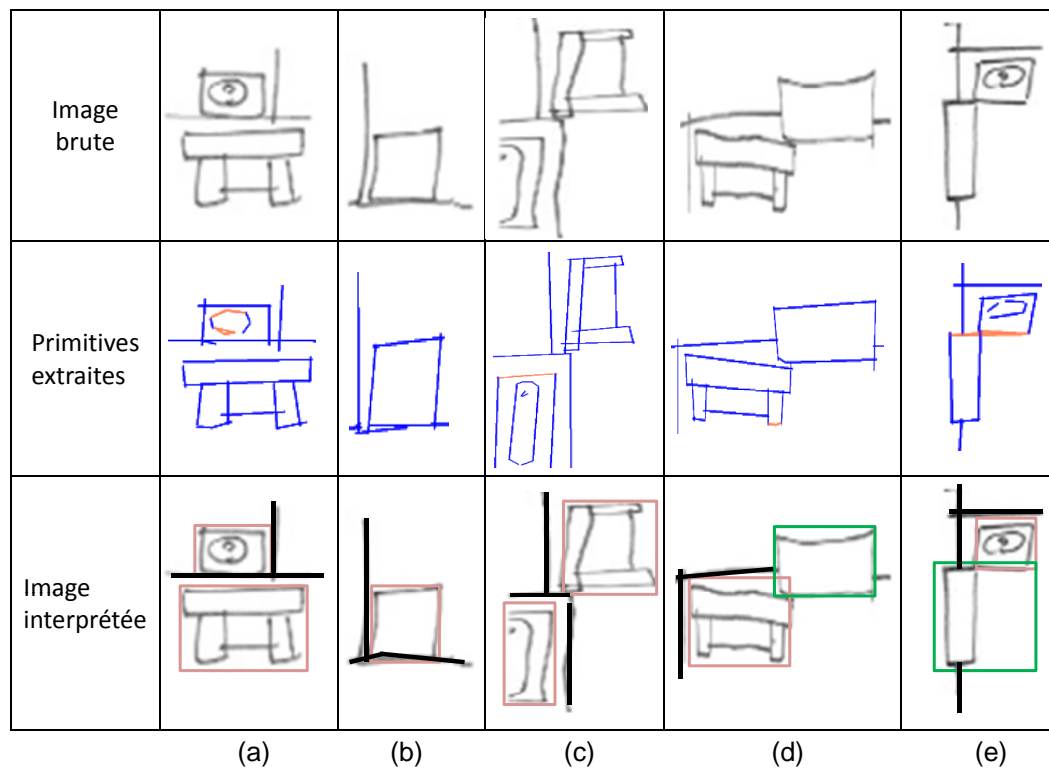 Image
brute
Primitives
extraites
Image
interprétée
(a) (b) (c) (d) (e)